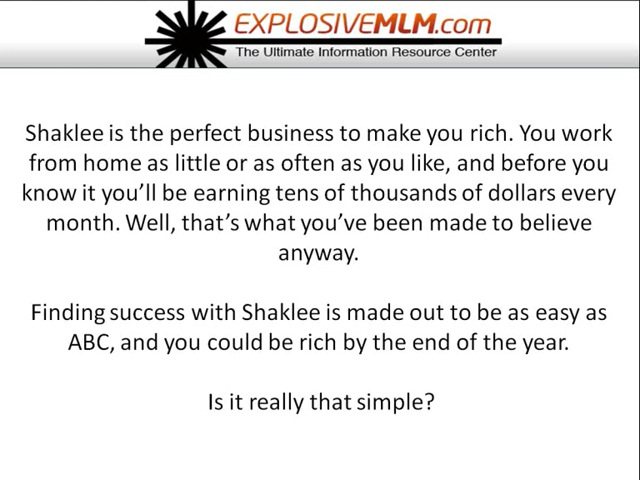 EXPLOSIVEMLM.com
The Ultimate Information Resource Center
Shaklee is the perfect business to make you rich. You work
from home as little or as often as you like, and before you
know it you’ll be earning tens of thousands of dollars every
month. Well, that’s what you’ve been made to believe
anyway.
Finding success with Shaklee is made out to be as easy as
ABC, and you could be rich by the end of the year.
Is it really that simple?